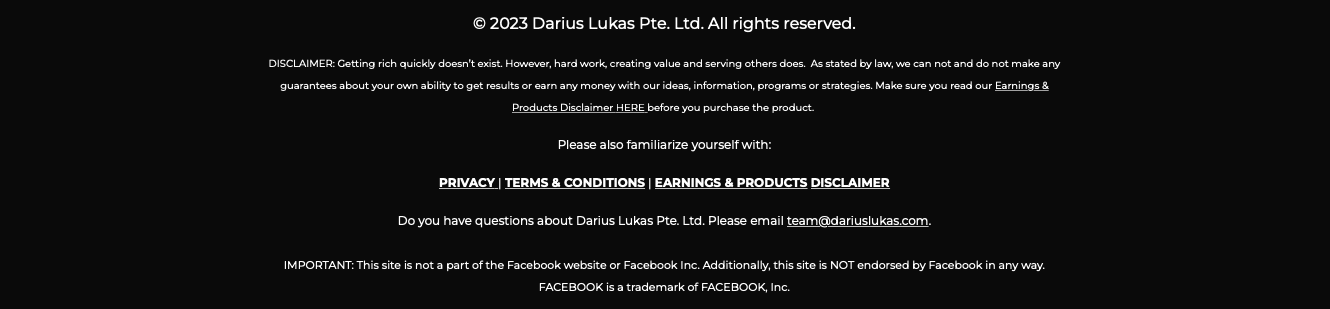 © 2023 Darius Lukas Pte. Ltd. All rights reserved.
DISCLAIMER: Getting rich quickly doesn't exist. However, hard work, creating value and serving others does.  As stated by law, we can not and do not make any
guarantees about your own ability to get results or earn any money with our ideas, information, programs or strategies. Make sure you read our Earnings &
Products Disclaimer HERE before you purchase the product.
Please also familiarize yourself with:
PRIVACY | TERMS & CONDITIONS | EARNINGS & PRODUCTS DISCLAIMER
Do you have questions about Darius Lukas Pte. Ltd. Please email team@dariuslukas.com.
IMPORTANT: This site is not a part of the Facebook website or Facebook Inc. Additionally, this site is NOT endorsed by Facebook in any way.
FACEBOOK is a trademark of FACEBOOK, Inc.